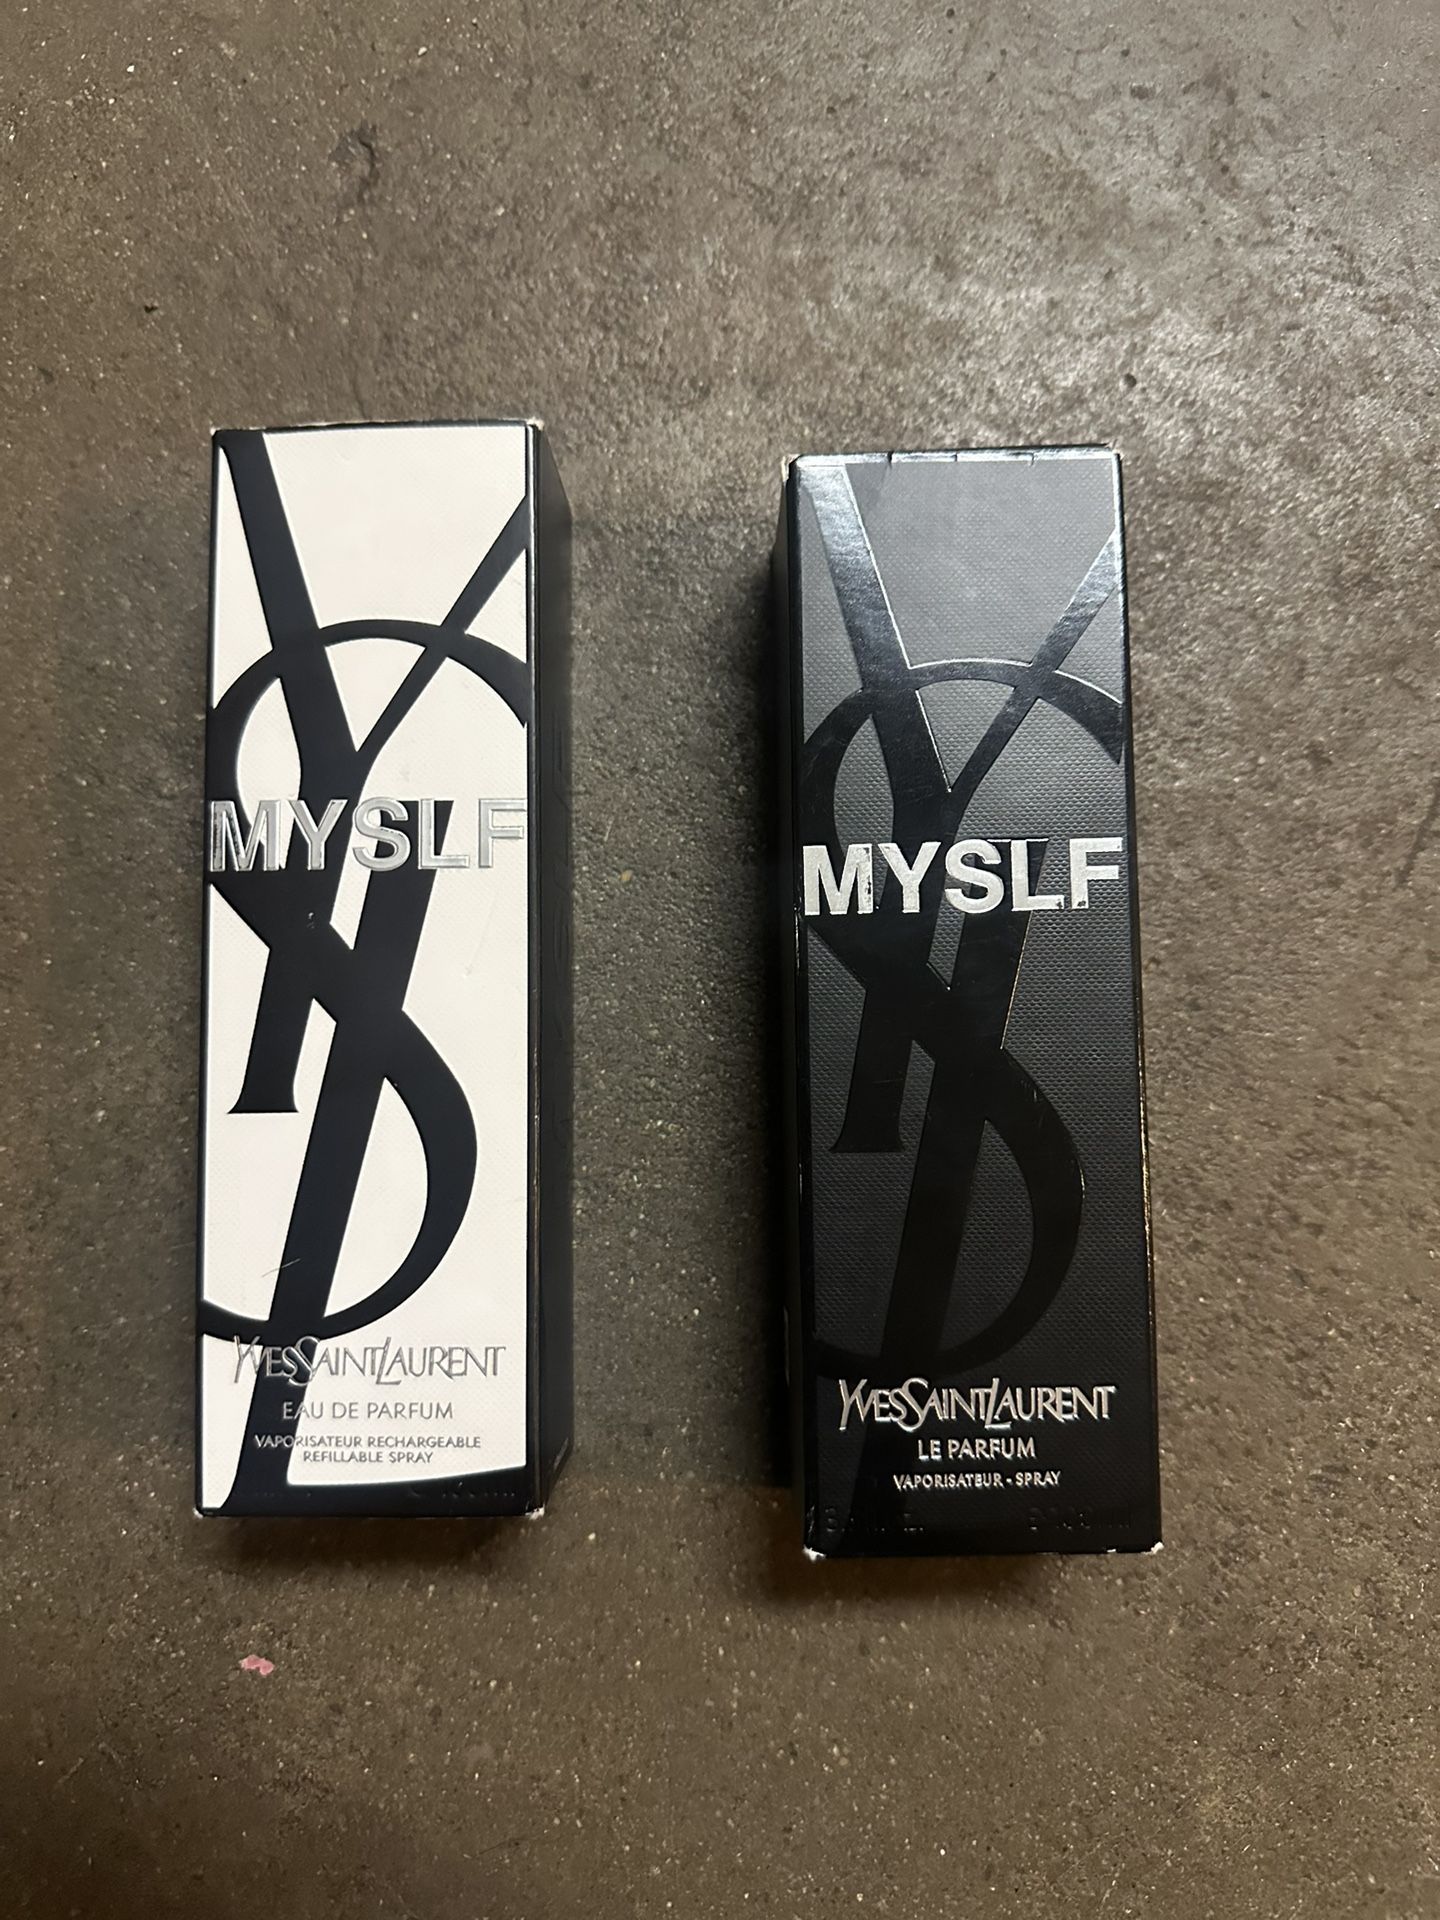 MYSLF
YVESSAINTLAURENT
EAU DE PARFUM
VAPORISATEUR RECHARGEABLE
REFILLABLE SPRAY
MYSLF
YVESSAINTLAURENT
LE PARFUM
VAPORISATEUR - SPRAY